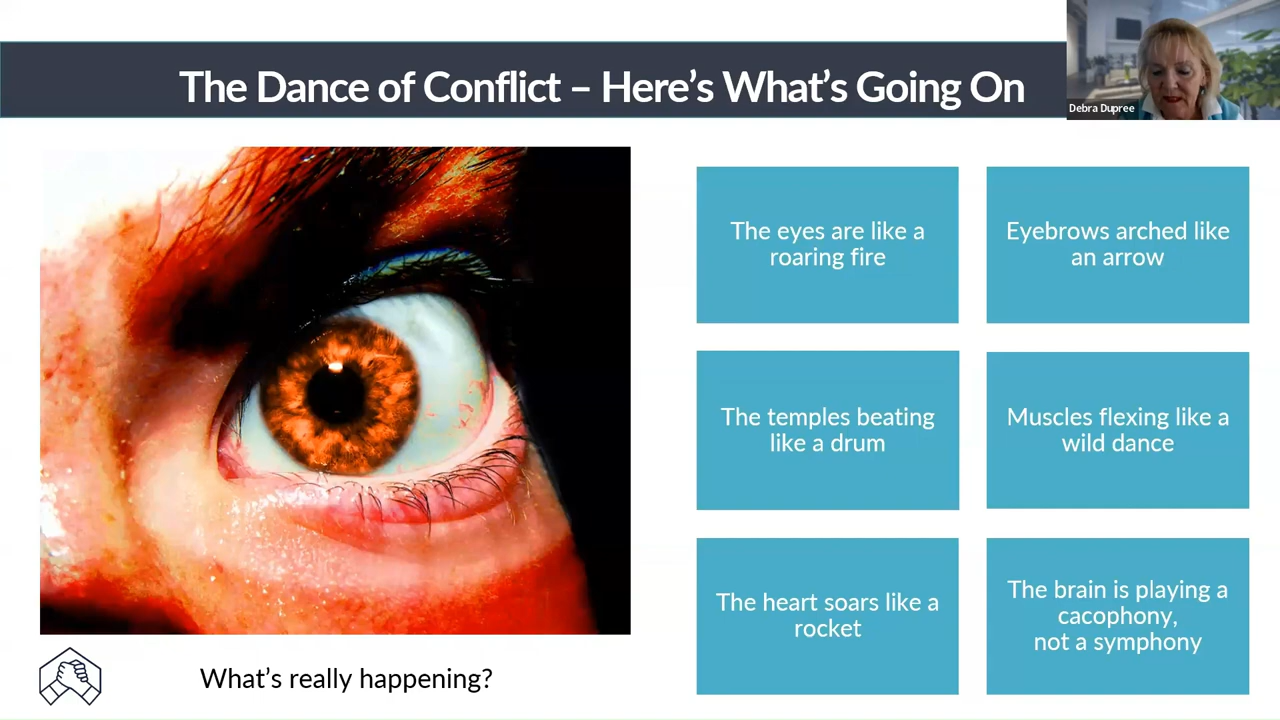 The Dance of Conflict – Here's What's Going On
Debra Dupree
The eyes are like a
roaring fire
Eyebrows arched like
an arrow
The temples beating
like a drum
Muscles flexing like a
wild dance
The heart soars like a
rocket
The brain is playing a
cacophony,
not a symphony
What's really happening?